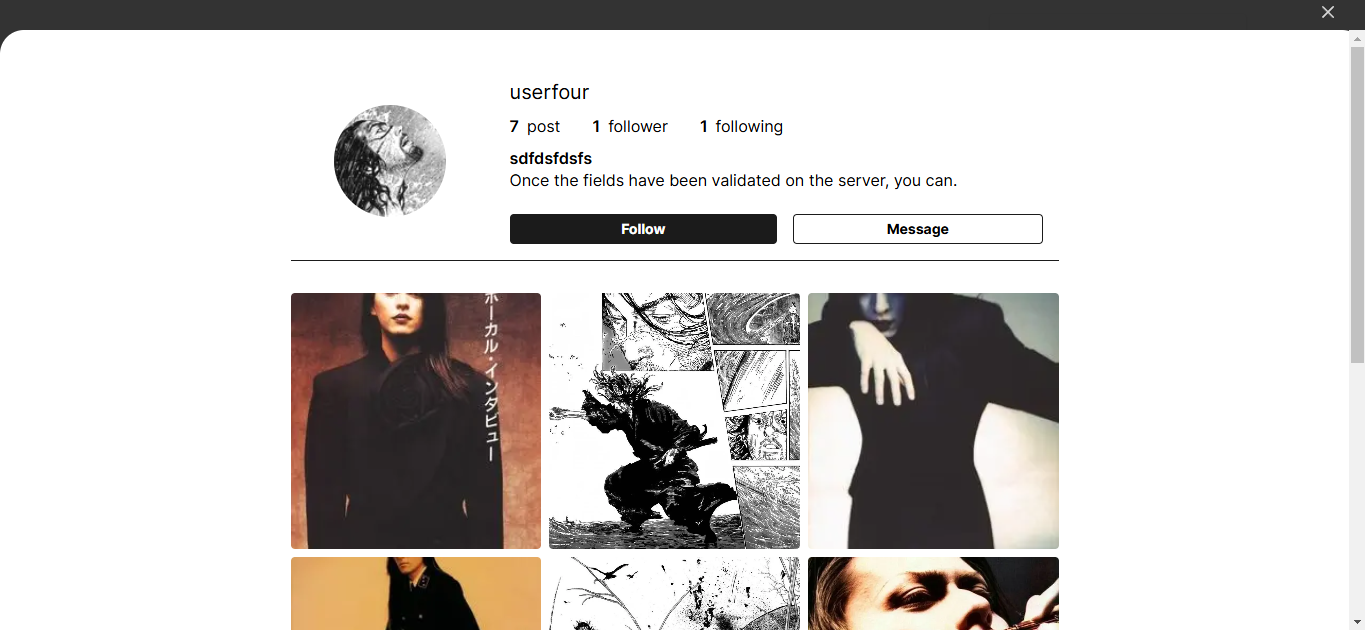 userfour
7 post 1 follower 1 following
sdfdsfdsfs
Once the fields have been validated on the server, you can.
Follow Message
ボーカル・インタビュー